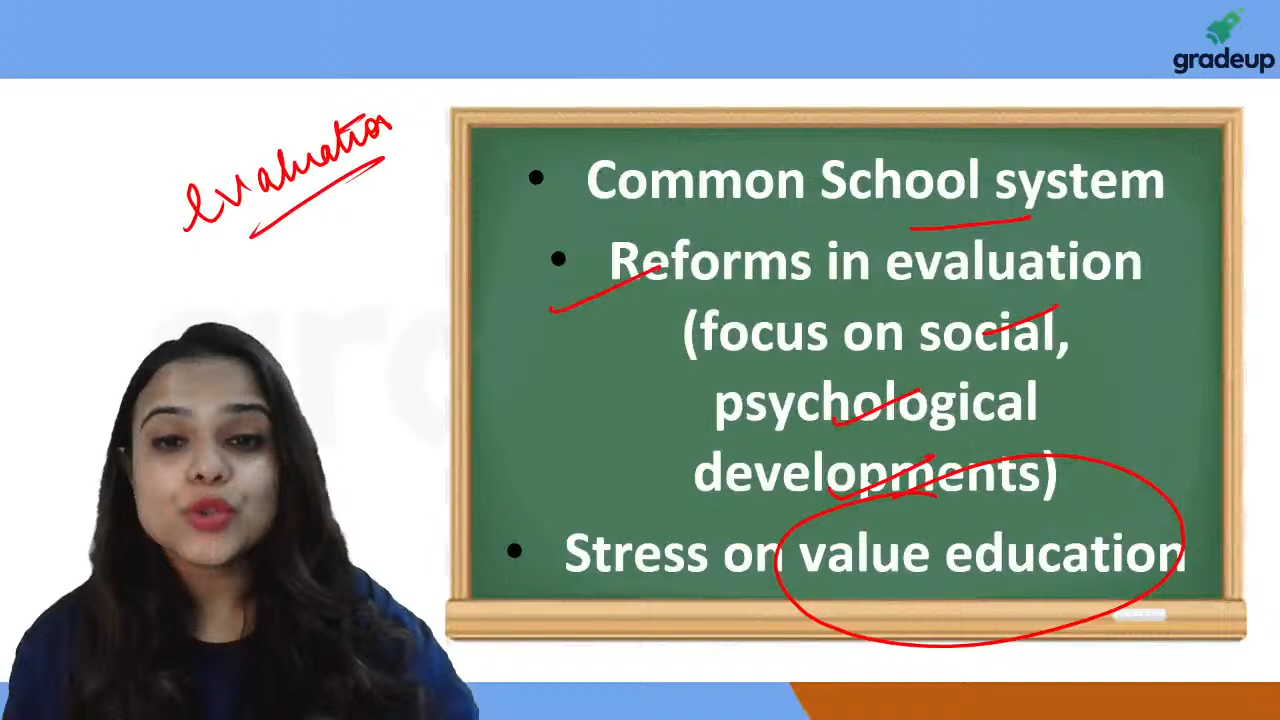 gradeup
evaluation
• Common School system
• Reforms in evaluation
(focus on social,
psychological
developments)
• Stress on value education